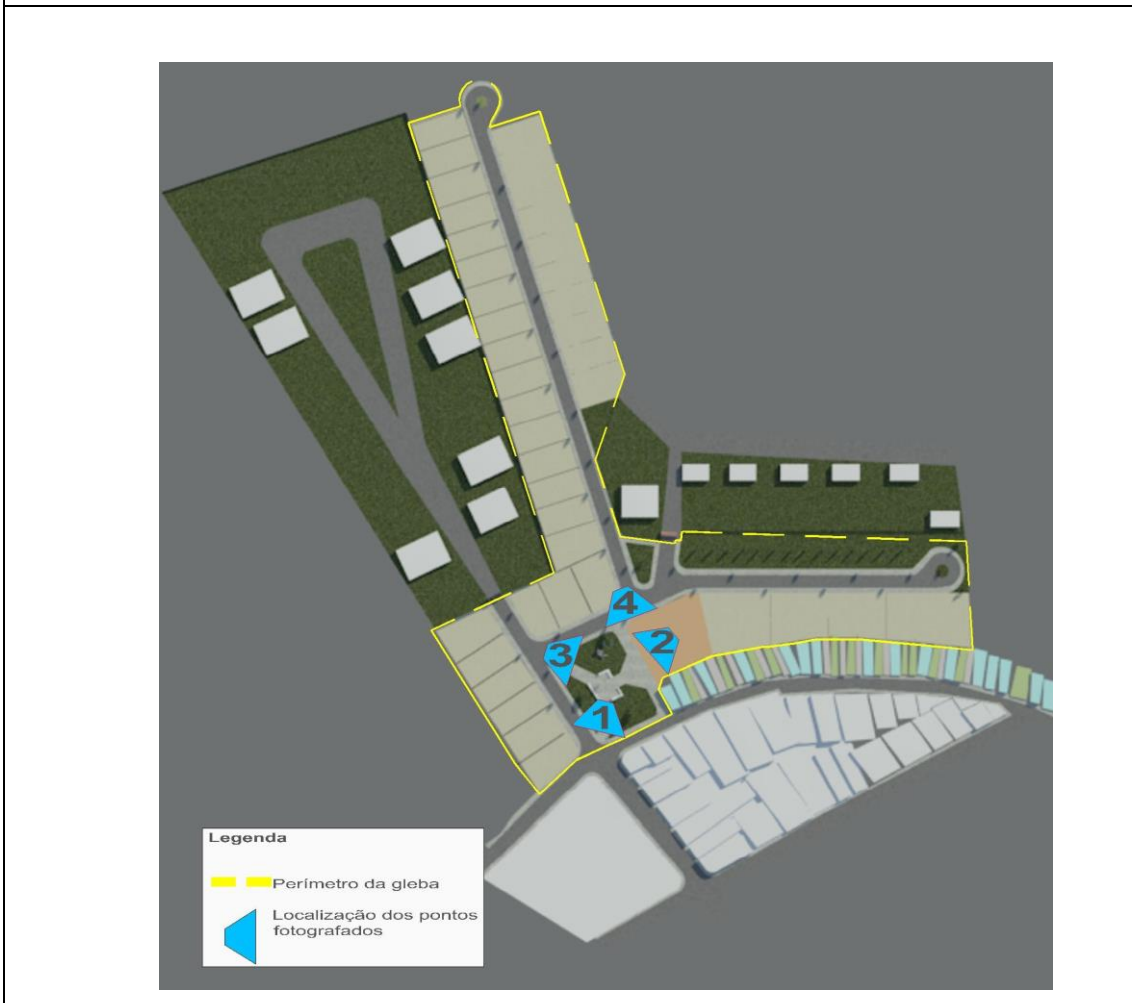 4
2
3
1
Legenda
Perímetro da gleba
Localização dos pontos
fotografados